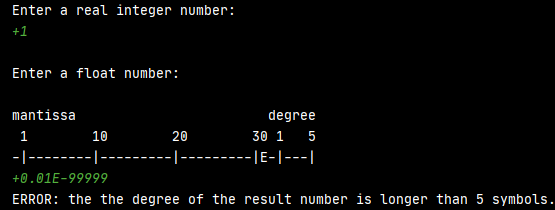 Enter a real integer number:
+1
Enter a float number:
mantissa                        degree
 1        10        20        30 1   5
-|--------|---------|---------|E-|---|
+0.01E-99999
ERROR: the the degree of the result number is longer than 5 symbols.